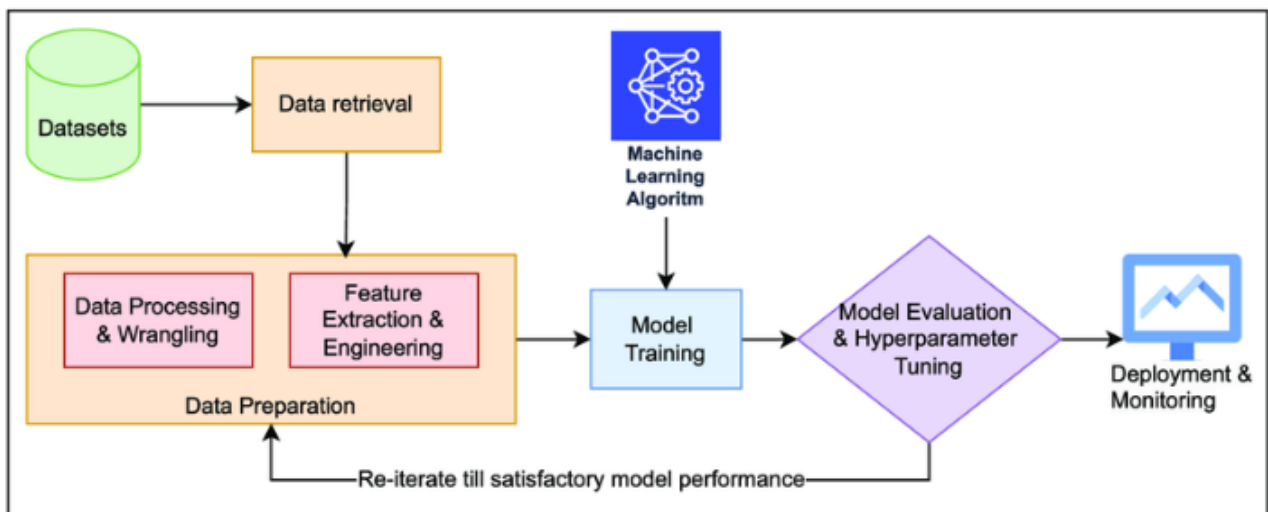 Datasets
Data retrieval
Machine
Learning
Algoritm
Data Processing
& Wrangling
Feature
Extraction &
Engineering
Data Preparation
Model
Training
Model Evaluation
& Hyperparameter
Tuning
Deployment &
Monitoring
Re-iterate till satisfactory model performance